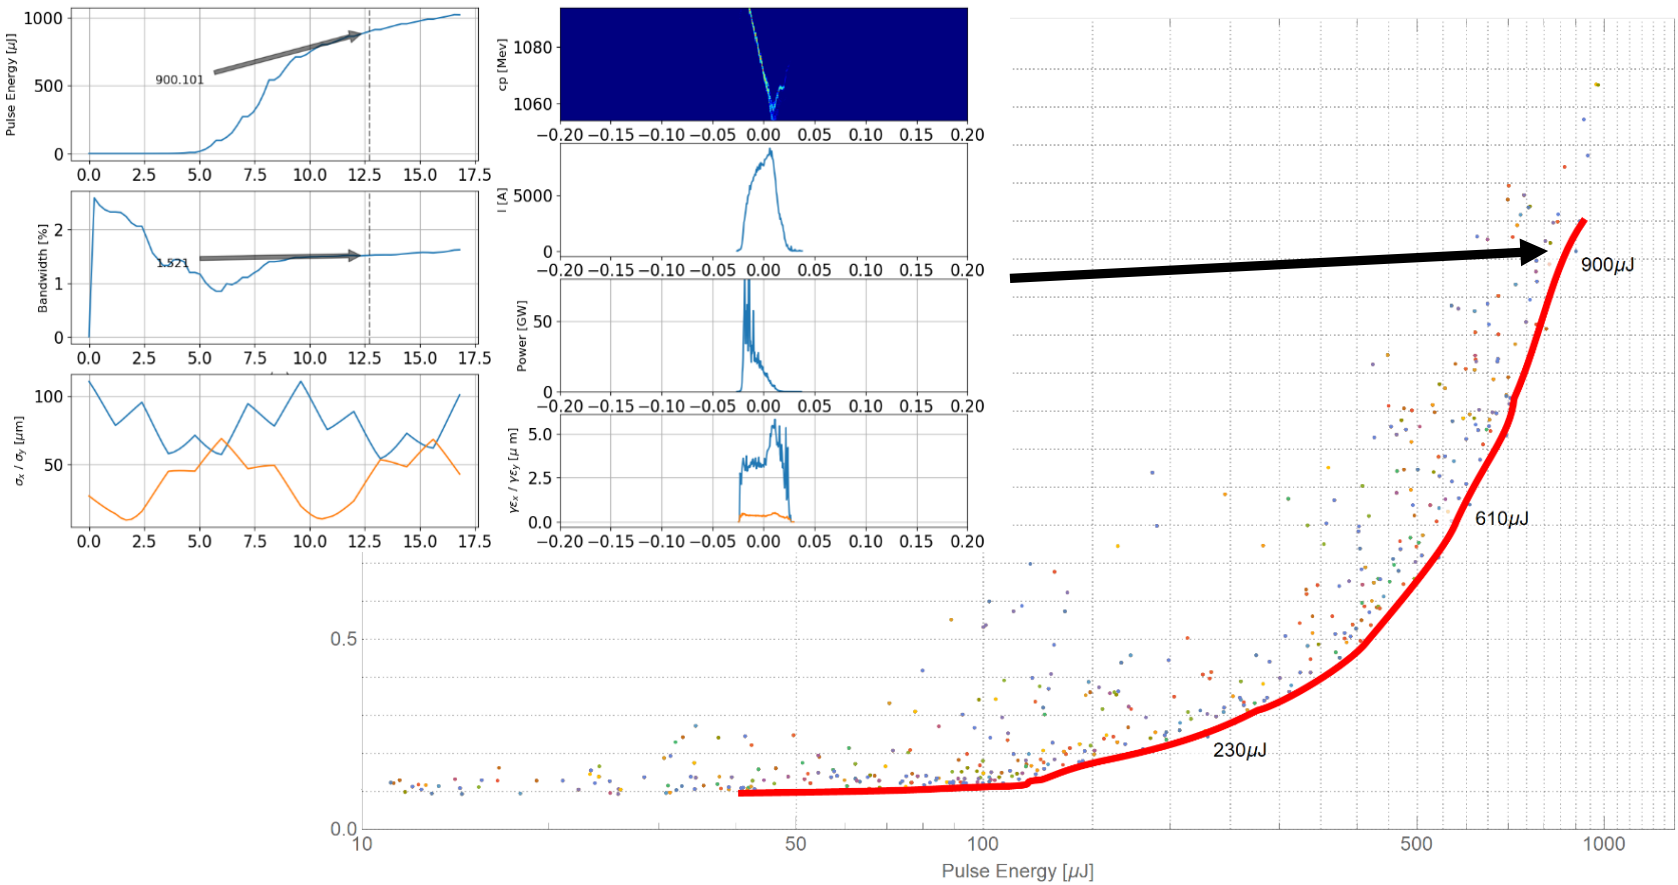 Pulse Energy [μJ]
1000
500
0
900.101
0.0 2.5 5.0 7.5 10.0 12.5 15.0 17.5
Bandwidth [%]
2
1
0
1.521
0.0 2.5 5.0 7.5 10.0 12.5 15.0 17.5
σx / σy [μm]
100
50
0.0 2.5 5.0 7.5 10.0 12.5 15.0 17.5
cp [Mev]
1080
1060
−0.20 −0.15 −0.10 −0.05 0.00 0.05 0.10 0.15 0.20
I [A]
5000
0
−0.20 −0.15 −0.10 −0.05 0.00 0.05 0.10 0.15 0.20
Power [GW]
50
0
−0.20 −0.15 −0.10 −0.05 0.00 0.05 0.10 0.15 0.20
γεx / γεy [μ m]
5.0
2.5
0.0
−0.20 −0.15 −0.10 −0.05 0.00 0.05 0.10 0.15 0.20
900μJ
610μJ
230μJ
0.5
0.0
10 50 100 500 1000
Pulse Energy [μJ]